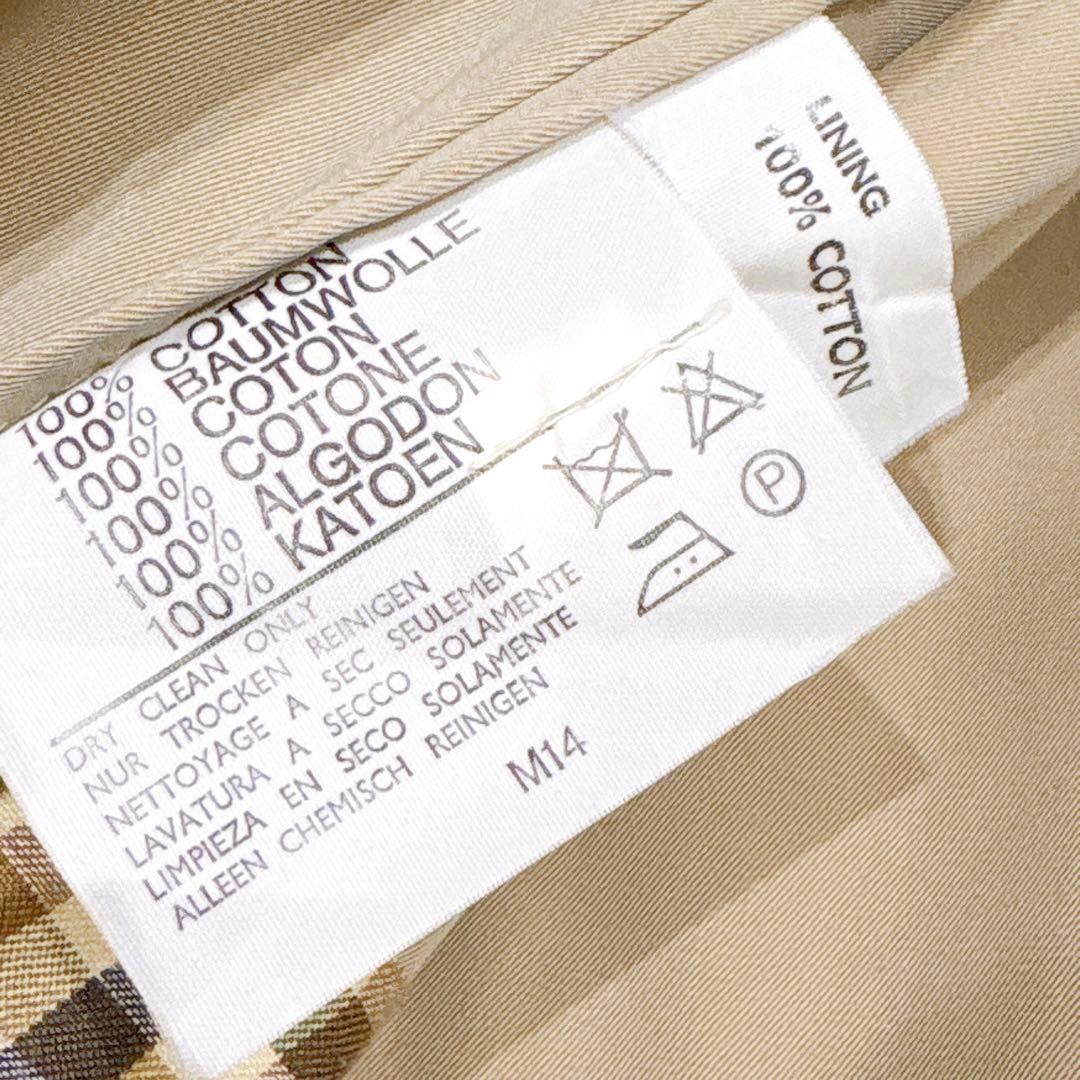 100% COTTON
100% BAUMWOLLE
100% COTON
100% COTONE
100% ALGODON
100% KATOEN
DRY CLEAN ONLY
NUR TROCKEN REINIGEN
NETTOYAGE A SEC SEULEMENT
LAVATURA A SECCO SOLAMENTE
LIMPIEZA EN SECO SOLAMENTE
ALLEEN CHEMISCH REINIGEN
M14
P
LINING
100% COTTON